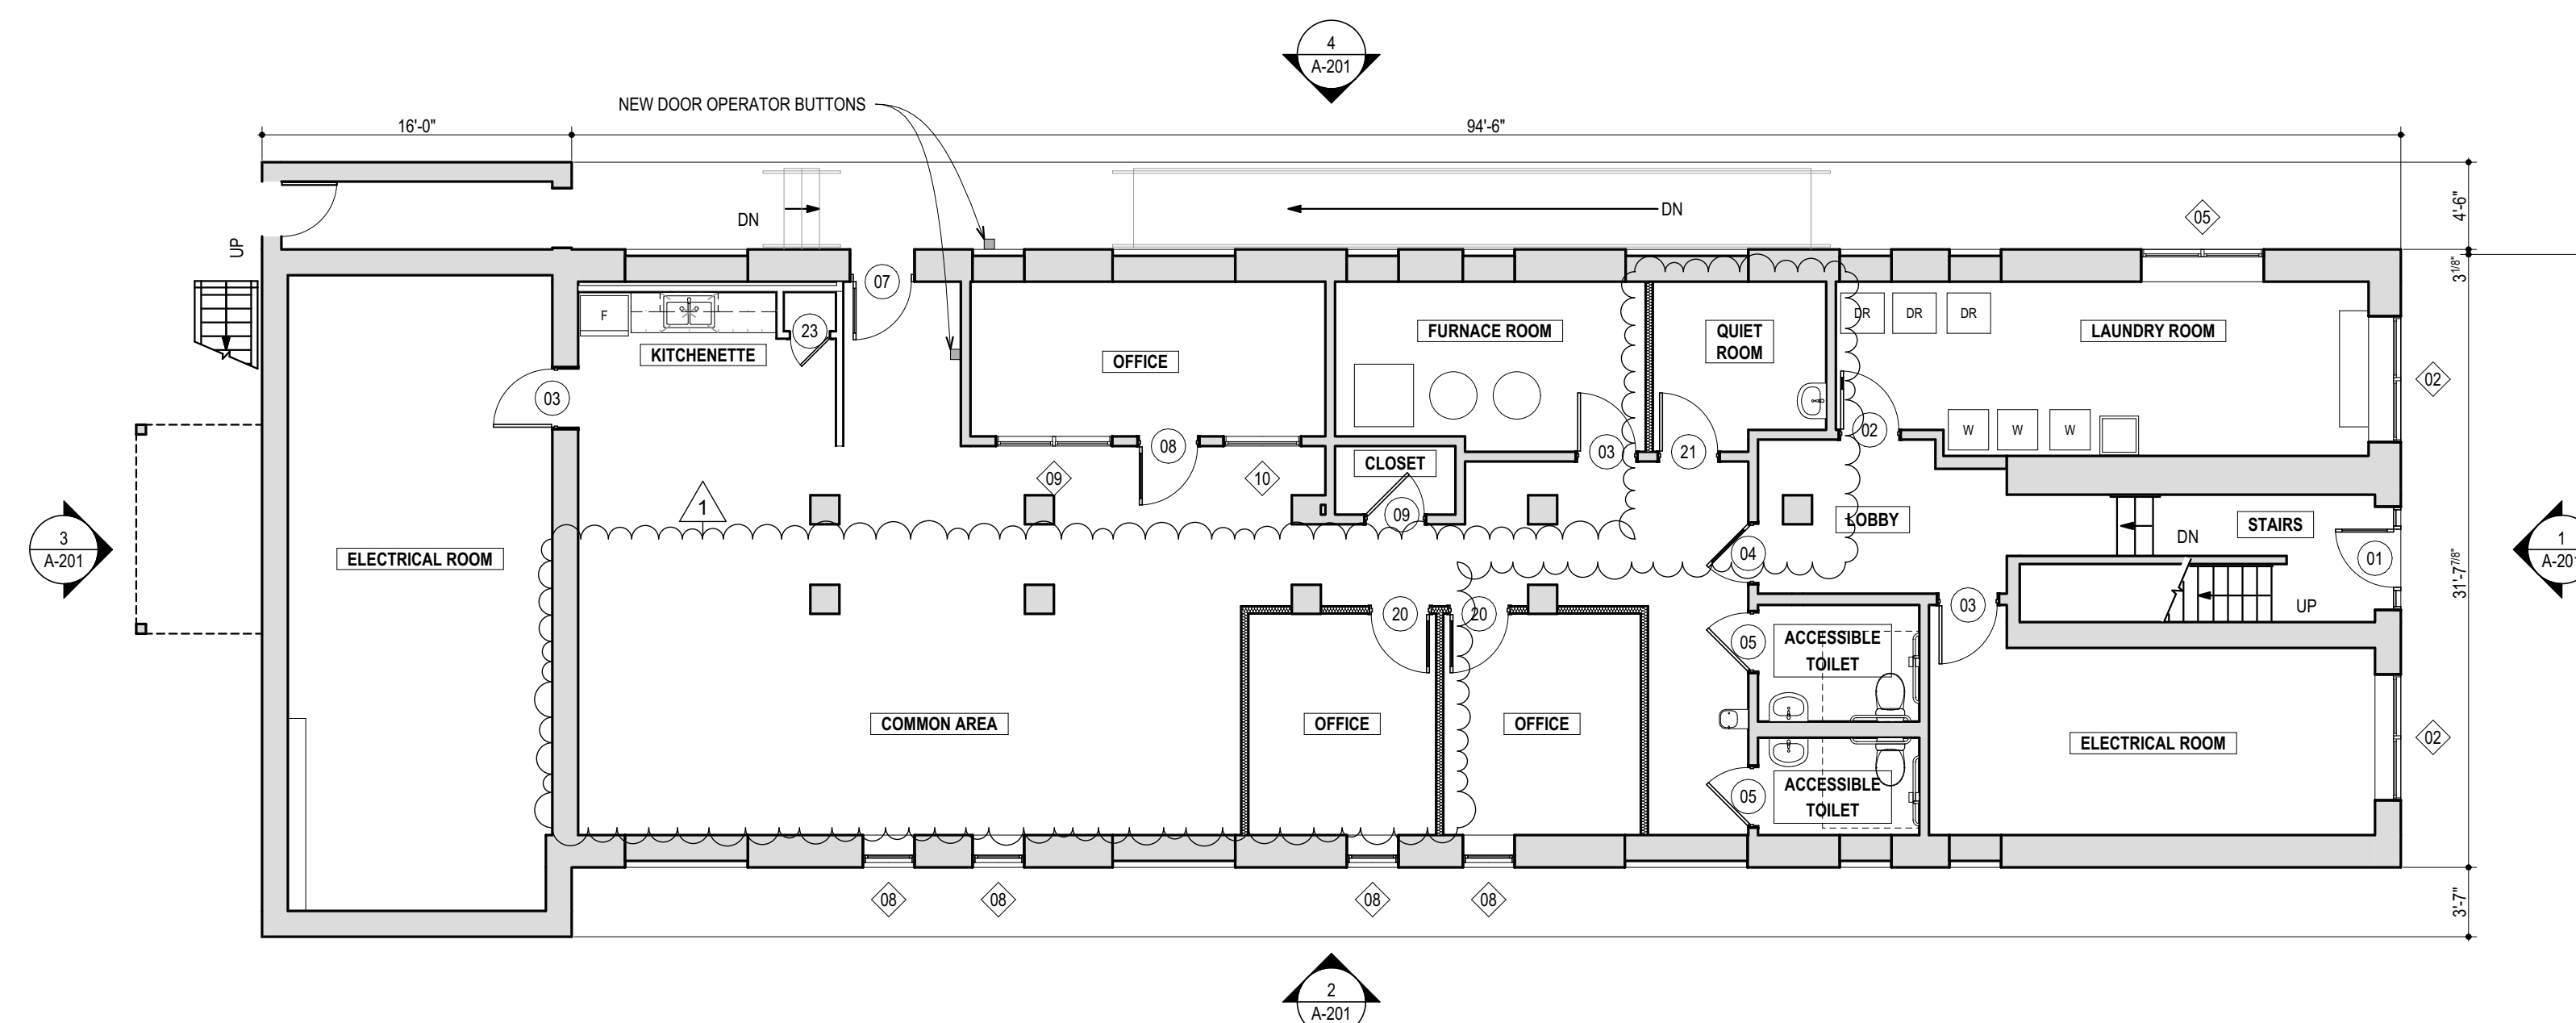 4
A-201
NEW DOOR OPERATOR BUTTONS
16'-0"
94'-6"
4'-6"
UP
DN
DN
05
3 1/8"
07
F
23
KITCHENETTE
OFFICE
FURNACE ROOM
QUIET
ROOM
DR
DR
DR
LAUNDRY ROOM
02
03
08
03
21
02
W
W
W
CLOSET
09
10
1
09
LOBBY
STAIRS
DN
3
A-201
ELECTRICAL ROOM
04
01
1
A-201
31'-7 7/8"
20
20
03
UP
05
ACCESSIBLE
TOILET
COMMON AREA
OFFICE
OFFICE
ELECTRICAL ROOM
02
05
ACCESSIBLE
TOILET
08
08
08
08
3'-7"
2
A-201